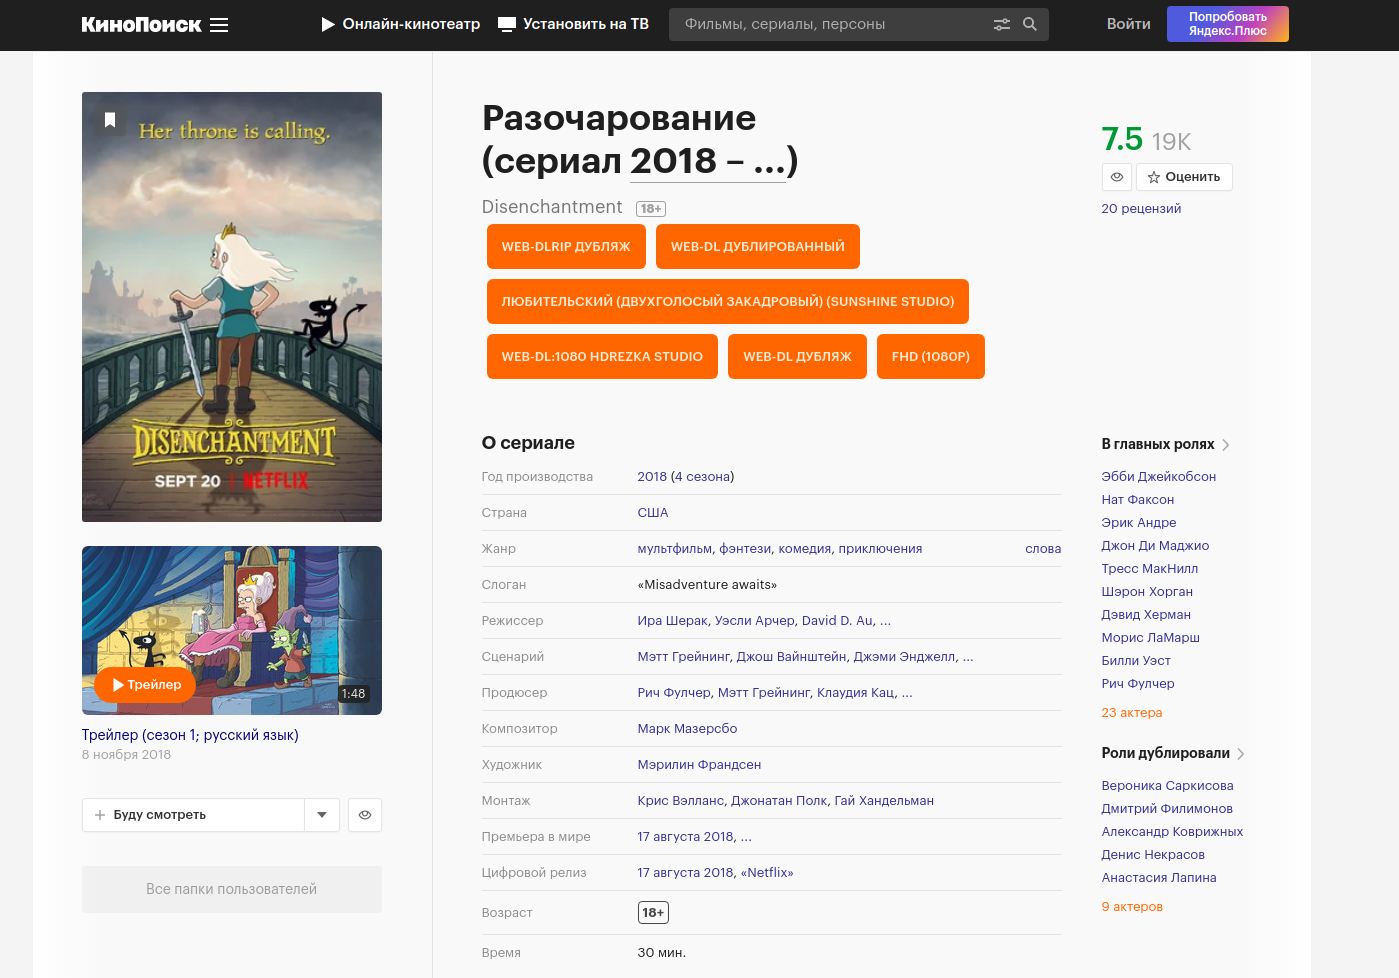 КиноПоиск
Онлайн-кинотеатр
Установить на ТВ
Фильмы, сериалы, персоны
Войти
Попробовать
Яндекс.Плюс
Her throne is calling.
DISENCHANTMENT
SEPT 20 | NETFLIX
Трейлер
1:48
Трейлер (сезон 1; русский язык)
8 ноября 2018
Буду смотреть
Все папки пользователей
Разочарование
(сериал 2018 – ...)
Disenchantment 18+
WEB-DLRIP ДУБЛЯЖ
WEB-DL ДУБЛИРОВАННЫЙ
ЛЮБИТЕЛЬСКИЙ (ДВУХГОЛОСЫЙ ЗАКАДРОВЫЙ) (SUNSHINE STUDIO)
WEB-DL:1080 HDREZKA STUDIO
WEB-DL ДУБЛЯЖ
FHD (1080P)
О сериале
Год производства 2018 (4 сезона)
Страна США
Жанр мультфильм, фэнтези, комедия, приключения слова
Слоган «Misadventure awaits»
Режиссер Ира Шерак, Уэсли Арчер, David D. Au, ...
Сценарий Мэтт Грейнинг, Джош Вайнштейн, Джэми Энджелл, ...
Продюсер Рич Фулчер, Мэтт Грейнинг, Клаудия Кац, ...
Композитор Марк Мазерсбо
Художник Мэрилин Франдсен
Монтаж Крис Вэлланс, Джонатан Полк, Гай Хандельман
Премьера в мире 17 августа 2018, ...
Цифровой релиз 17 августа 2018, «Netflix»
Возраст 18+
Время 30 мин.
7.5 19K
Оценить
20 рецензий
В главных ролях
Эбби Джейкобсон
Нат Факсон
Эрик Андре
Джон Ди Маджио
Тресс МакНилл
Шэрон Хорган
Дэвид Херман
Морис ЛаМарш
Билли Уэст
Рич Фулчер
23 актера
Роли дублировали
Вероника Саркисова
Дмитрий Филимонов
Александр Коврижных
Денис Некрасов
Анастасия Лапина
9 актеров